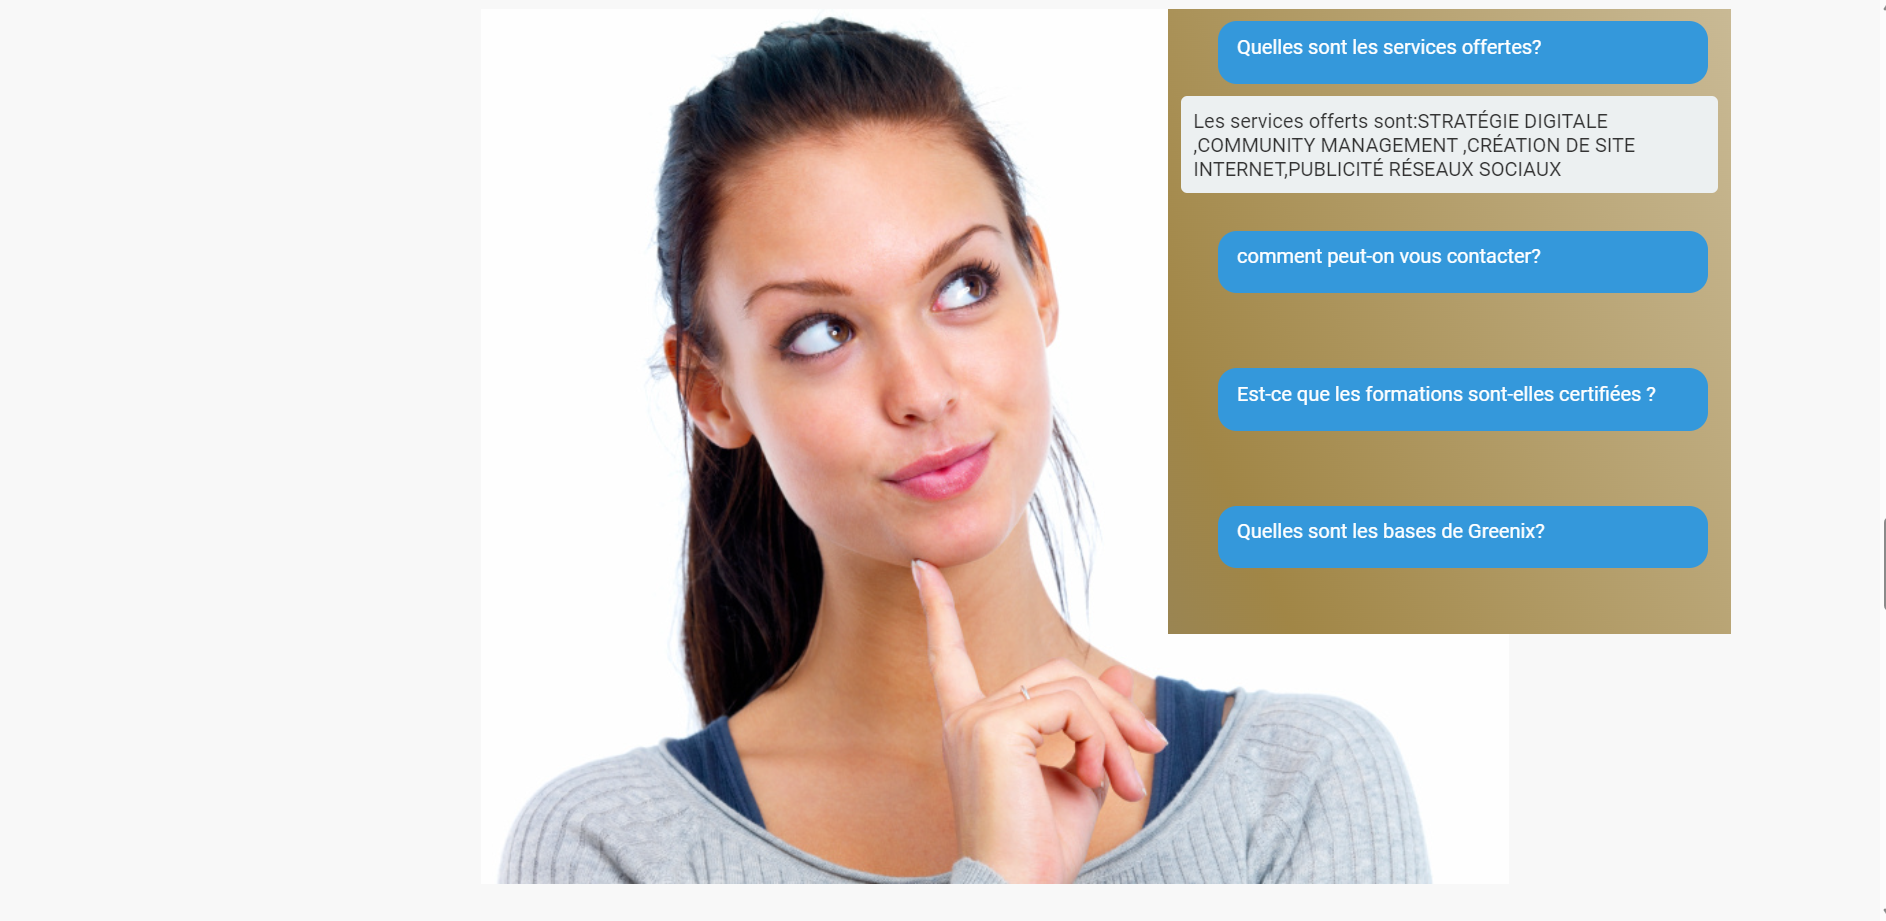 Quelles sont les services offertes?
Les services offerts sont:STRATÉGIE DIGITALE
,COMMUNITY MANAGEMENT ,CRÉATION DE SITE
INTERNET,PUBLICITÉ RÉSEAUX SOCIAUX
comment peut-on vous contacter?
Est-ce que les formations sont-elles certifiées ?
Quelles sont les bases de Greenix?